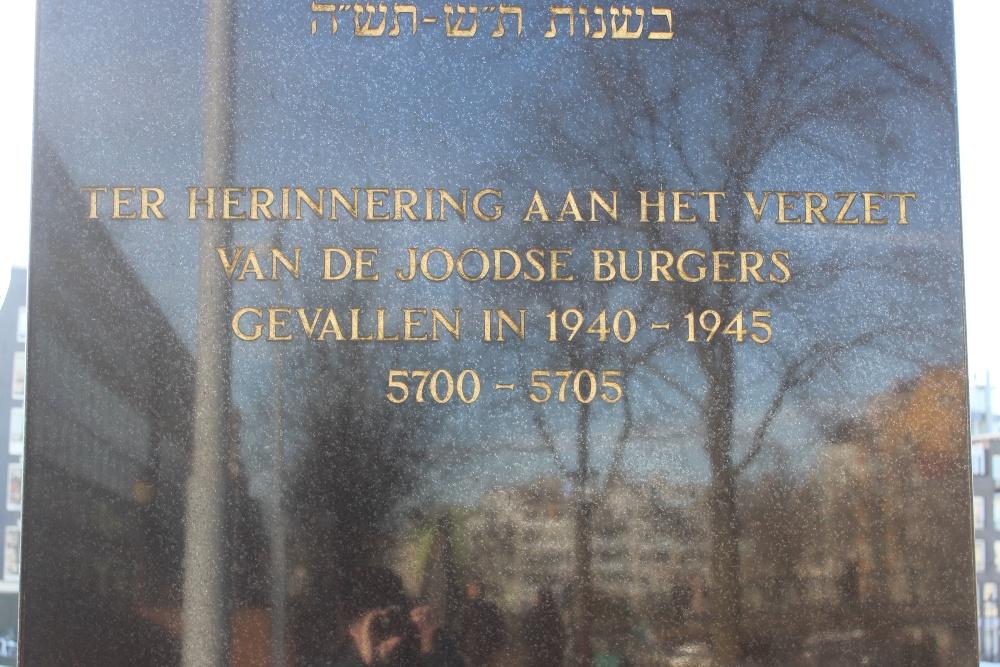 בשנות ת״ש-תש״ה
TER HERINNERING AAN HET VERZET
VAN DE JOODSE BURGERS
GEVALLEN IN 1940 - 1945
5700 - 5705